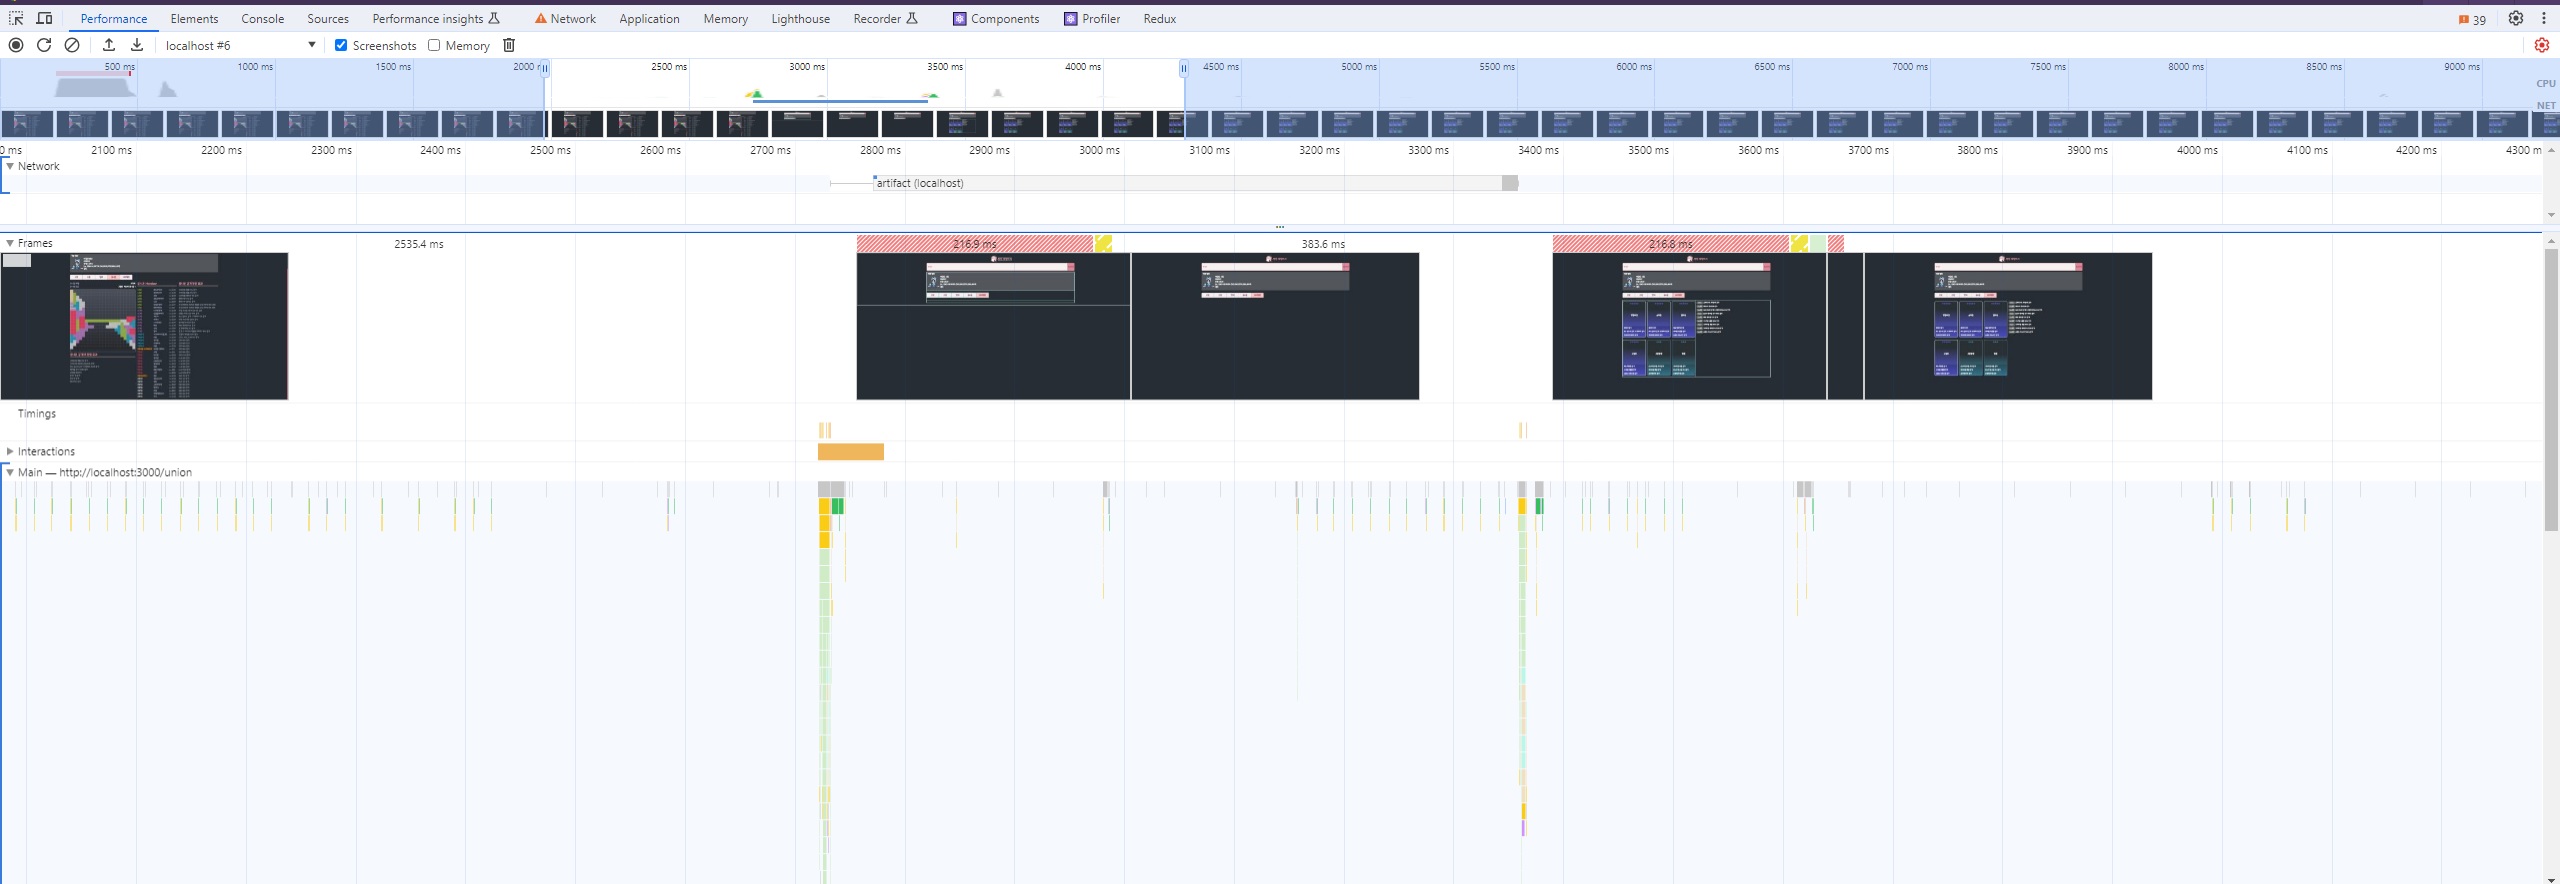 Performance Elements Console Sources Performance insights Network Application Memory Lighthouse Recorder Components Profiler Redux 39
localhost #6 Screenshots Memory
500 ms 1000 ms 1500 ms 2000 2500 ms 3000 ms 3500 ms 4000 ms 4500 ms 5000 ms 5500 ms 6000 ms 6500 ms 7000 ms 7500 ms 8000 ms 8500 ms 9000 ms
CPU
NET
0 ms 2100 ms 2200 ms 2300 ms 2400 ms 2500 ms 2600 ms 2700 ms 2800 ms 2900 ms 3000 ms 3100 ms 3200 ms 3300 ms 3400 ms 3500 ms 3600 ms 3700 ms 3800 ms 3900 ms 4000 ms 4100 ms 4200 ms 4300 m
Network
artifact (localhost)
Frames 2535.4 ms 216.9 ms 383.6 ms 216.8 ms
Timings
Interactions
Main — http://localhost:3000/union